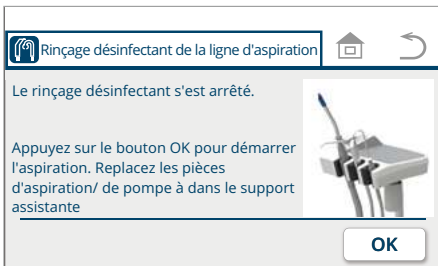 Rinçage désinfectant de la ligne d'aspiration
Le rinçage désinfectant s'est arrêté.
Appuyez sur le bouton OK pour démarrer
l'aspiration. Replacez les pièces
d'aspiration/ de pompe à dans le support
assistante
OK